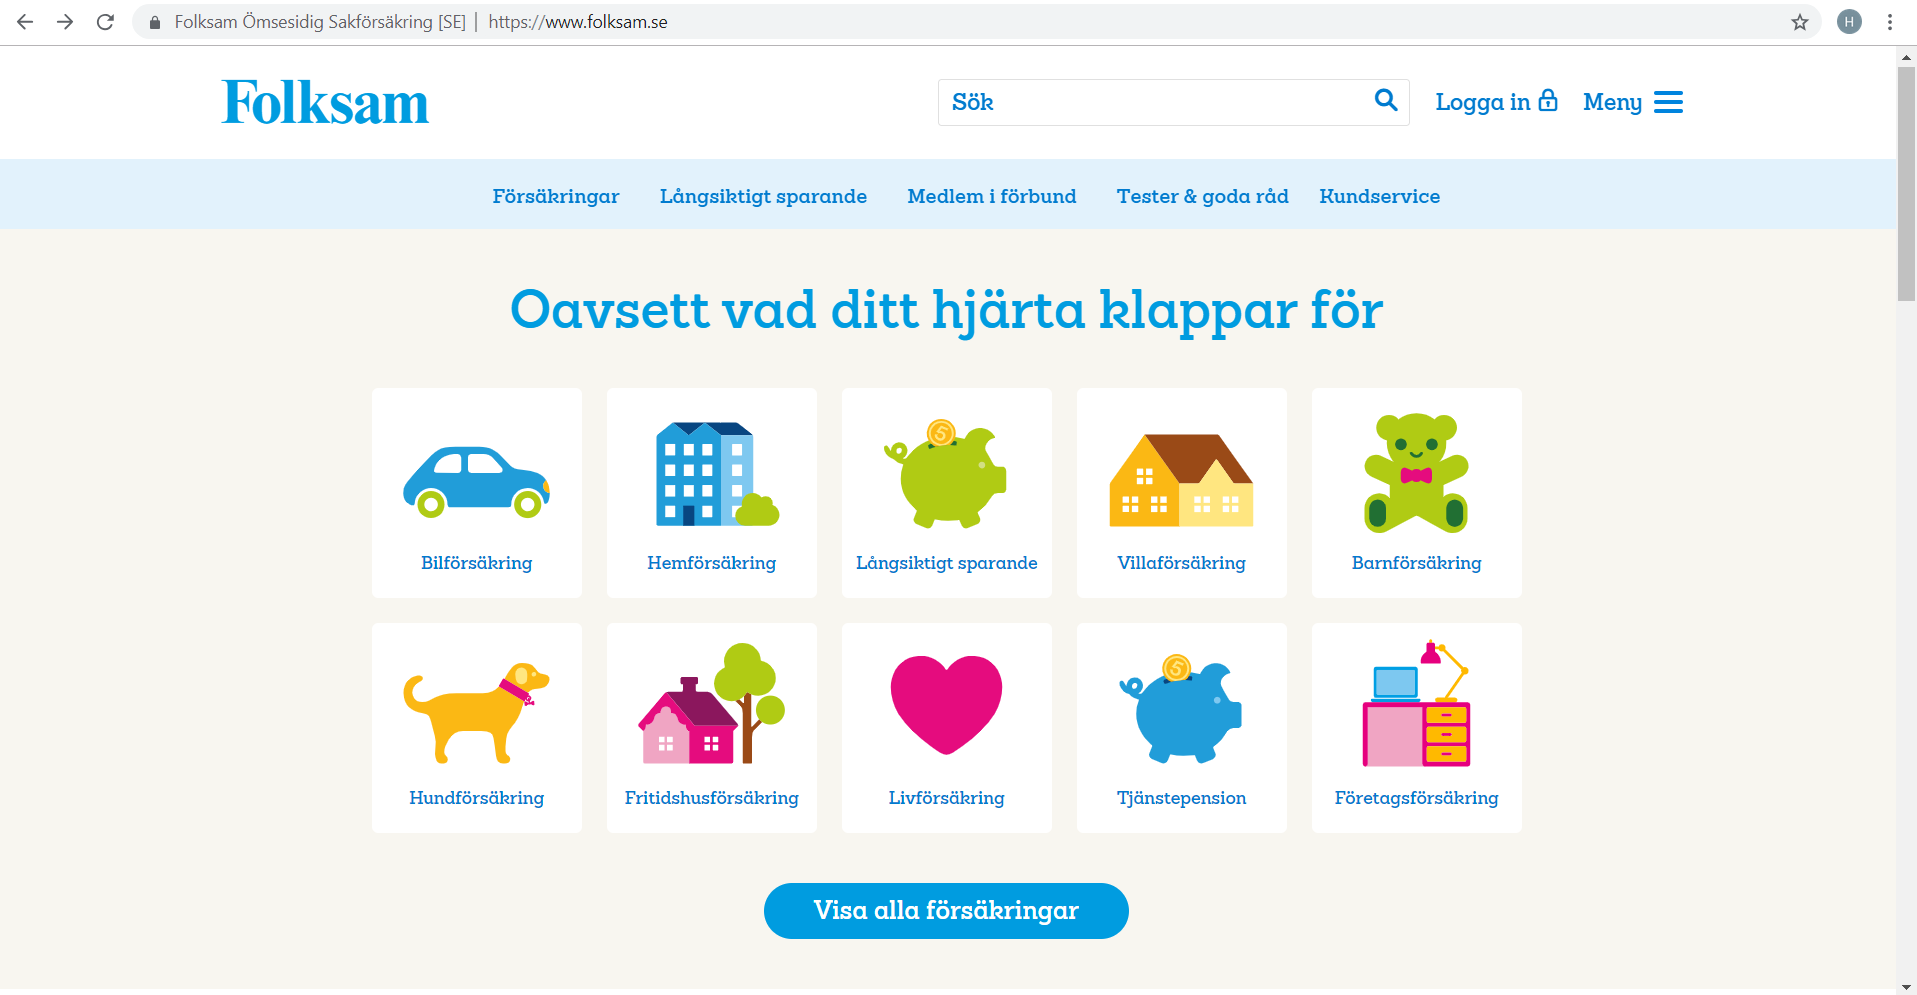 Folksam Ömsesidig Sakförsäkring [SE] | https://www.folksam.se
H
Folksam
Sök
Logga in
Meny
Försäkringar
Långsiktigt sparande
Medlem i förbund
Tester & goda råd
Kundservice
Oavsett vad ditt hjärta klappar för
5
Bilförsäkring
Hemförsäkring
Långsiktigt sparande
Villaförsäkring
Barnförsäkring
5
Hundförsäkring
Fritidshusförsäkring
Livförsäkring
Tjänstepension
Företagsförsäkring
Visa alla försäkringar